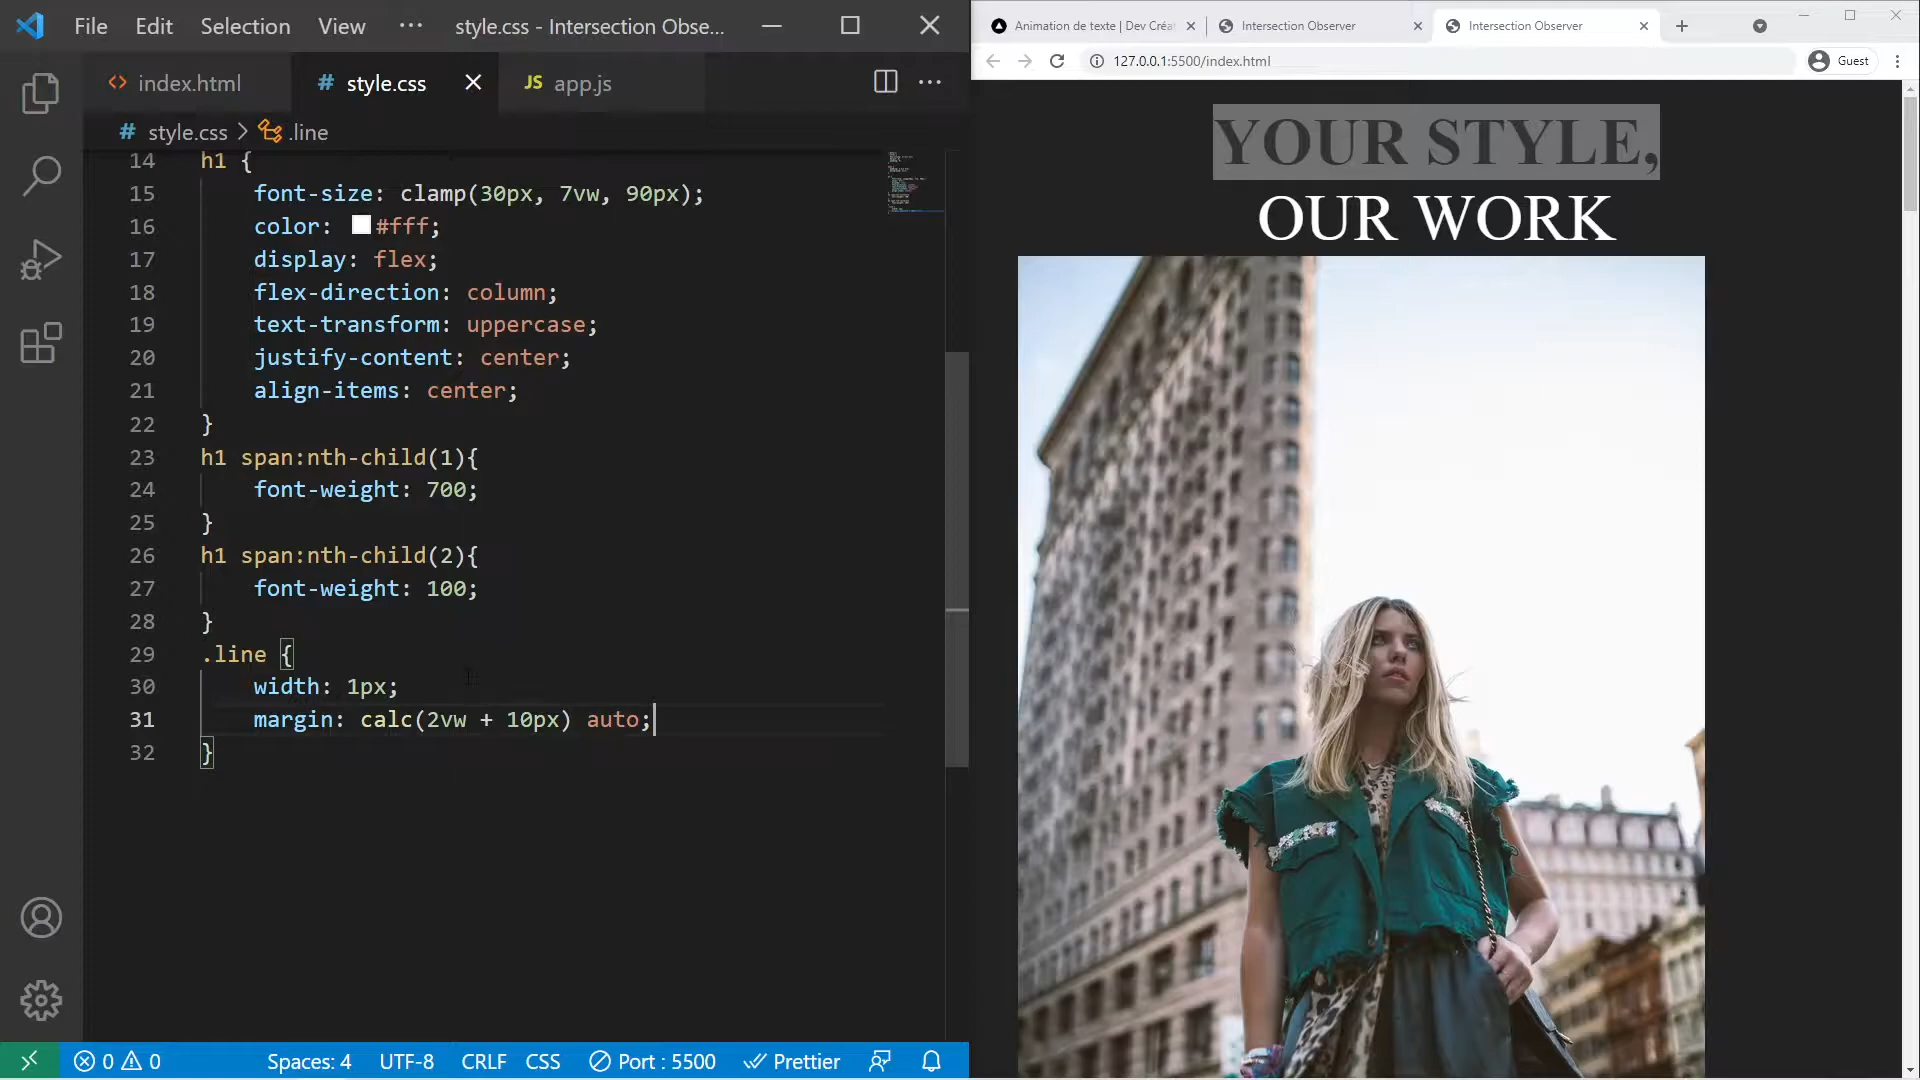 File Edit Selection View ··· style.css - Intersection Obse...
index.html style.css JS app.js ···
style.css > .line
14 h1 {
15 font-size: clamp(30px, 7vw, 90px);
16 color: #fff;
17 display: flex;
18 flex-direction: column;
19 text-transform: uppercase;
20 justify-content: center;
21 align-items: center;
22 }
23 h1 span:nth-child(1){
24 font-weight: 700;
25 }
26 h1 span:nth-child(2){
27 font-weight: 100;
28 }
29 .line {
30 width: 1px;
31 margin: calc(2vw + 10px) auto;
32 }
0 0 Spaces: 4 UTF-8 CRLF CSS Port : 5500 Prettier
Animation de texte | Dev Créat Intersection Observer Intersection Observer
127.0.0.1:5500/index.html Guest
YOUR STYLE,
OUR WORK